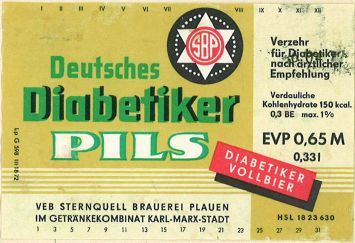 I II III IV V VI VII VIII IX X XI XII
SBP
Deutsches
Diabetiker
PILS
Verzehr
für Diabetiker
nach ärztlicher
Empfehlung
Verdauliche
Kohlenhydrate 150 kcal.
0,3 BE max. 1%
EVP 0,65 M
0,33 l
DIABETIKER
VOLLBIER
VEB STERNQUELL BRAUEREI PLAUEN
IM GETRÄNKEKOMBINAT KARL-MARX-STADT
HSL 18 23 630
1 3 5 7 9 11 13 15 17 19 21 23 25 27 29 31